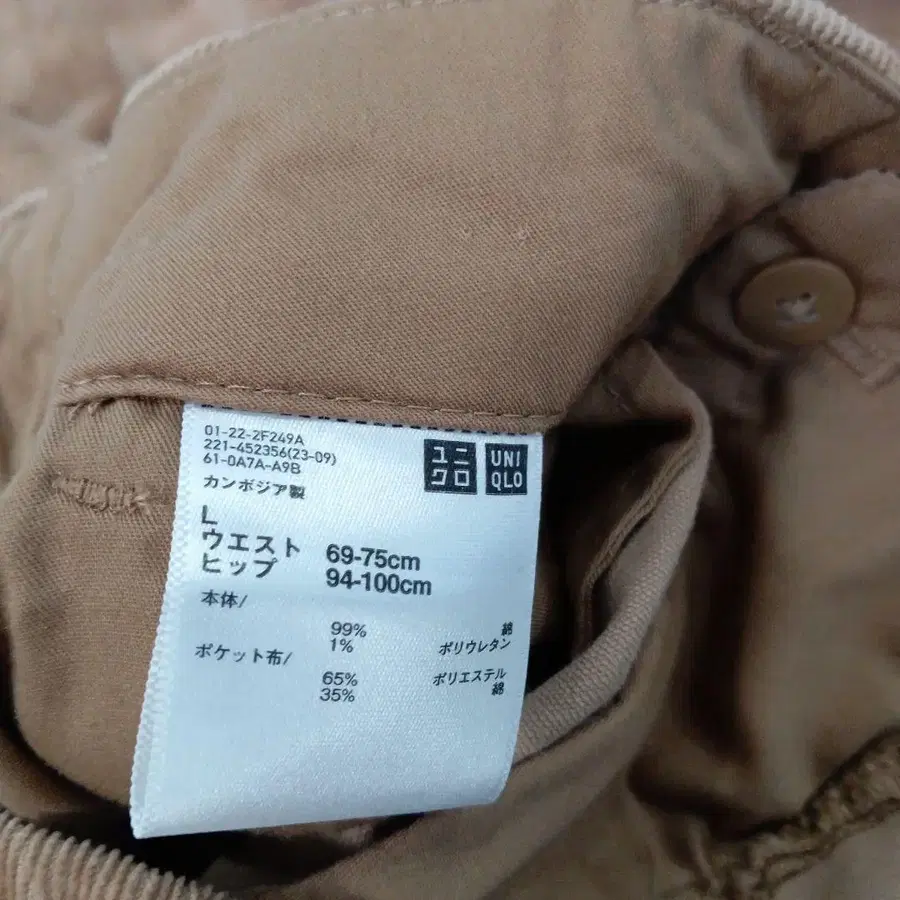 01-22-2F249A
221-452356(23-09)
61-0A7A-A9B
カンボジア製
ユニ
クロ
UNI
QLO
L
ウエスト 69-75cm
ヒップ 94-100cm
本体/
99% 綿
1% ポリウレタン
ポケット布/
65% ポリエステル
35% 綿